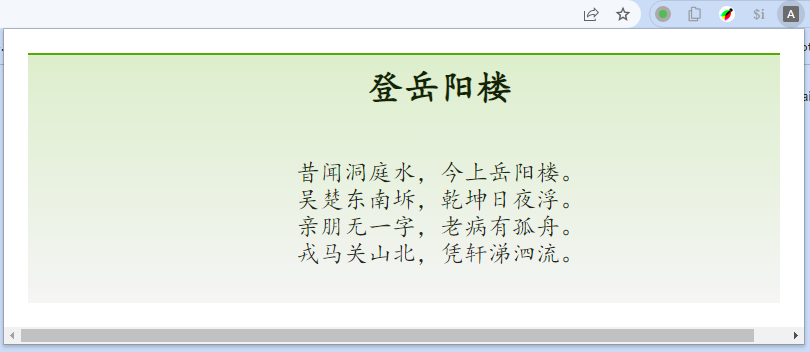 $i
A
登岳阳楼
昔闻洞庭水，今上岳阳楼。
吴楚东南坼，乾坤日夜浮。
亲朋无一字，老病有孤舟。
戎马关山北，凭轩涕泗流。